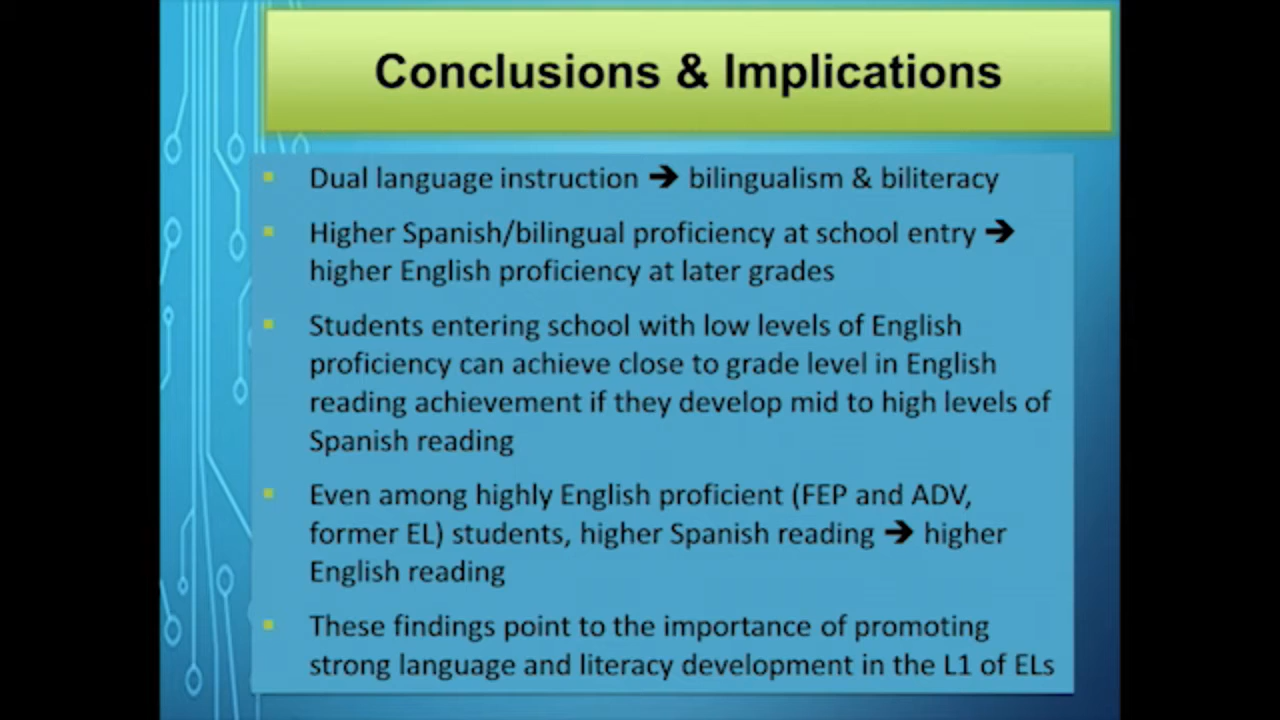 Conclusions & Implications
▪ Dual language instruction ➔ bilingualism & biliteracy
▪ Higher Spanish/bilingual proficiency at school entry ➔
higher English proficiency at later grades
▪ Students entering school with low levels of English
proficiency can achieve close to grade level in English
reading achievement if they develop mid to high levels of
Spanish reading
▪ Even among highly English proficient (FEP and ADV,
former EL) students, higher Spanish reading ➔ higher
English reading
▪ These findings point to the importance of promoting
strong language and literacy development in the L1 of ELs